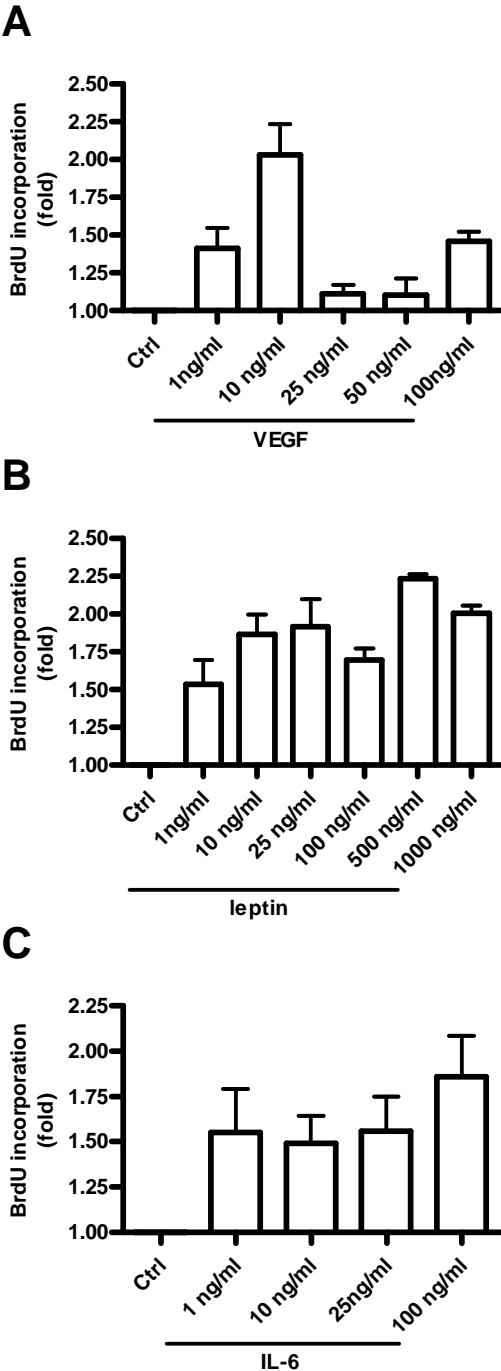 A
BrdU incorporation
(fold)
2.50
2.25
2.00
1.75
1.50
1.25
1.00
Ctrl
1ng/ml
10 ng/ml
25 ng/ml
50 ng/ml
100ng/ml
VEGF
B
BrdU incorporation
(fold)
2.50
2.25
2.00
1.75
1.50
1.25
1.00
Ctrl
1ng/ml
10 ng/ml
25 ng/ml
100 ng/ml
500 ng/ml
1000 ng/ml
leptin
C
BrdU incorporation
(fold)
2.25
2.00
1.75
1.50
1.25
1.00
Ctrl
1 ng/ml
10 ng/ml
25ng/ml
100 ng/ml
IL-6